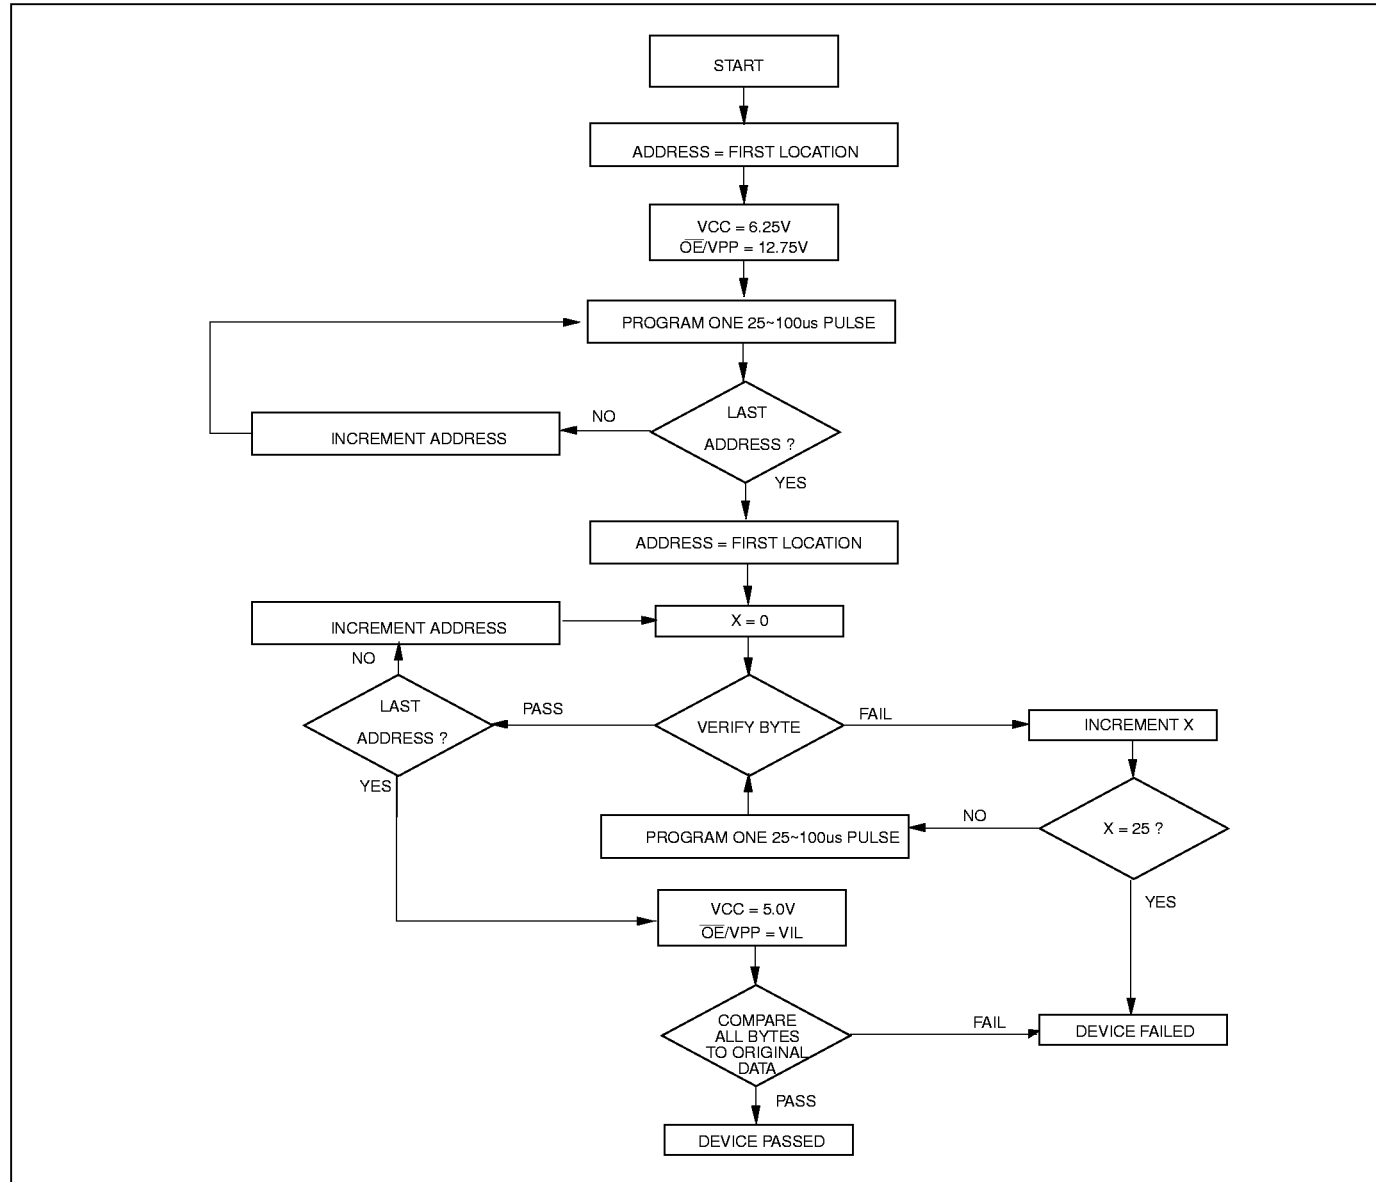 START
ADDRESS = FIRST LOCATION
VCC = 6.25V
O̅E̅/VPP = 12.75V
PROGRAM ONE 25~100us PULSE
LAST
ADDRESS ?
NO
INCREMENT ADDRESS
YES
ADDRESS = FIRST LOCATION
INCREMENT ADDRESS
X = 0
NO
LAST
ADDRESS ?
PASS
VERIFY BYTE
FAIL
INCREMENT X
YES
PROGRAM ONE 25~100us PULSE
NO
X = 25 ?
YES
VCC = 5.0V
O̅E̅/VPP = VIL
COMPARE
ALL BYTES
TO ORIGINAL
DATA
FAIL
DEVICE FAILED
PASS
DEVICE PASSED